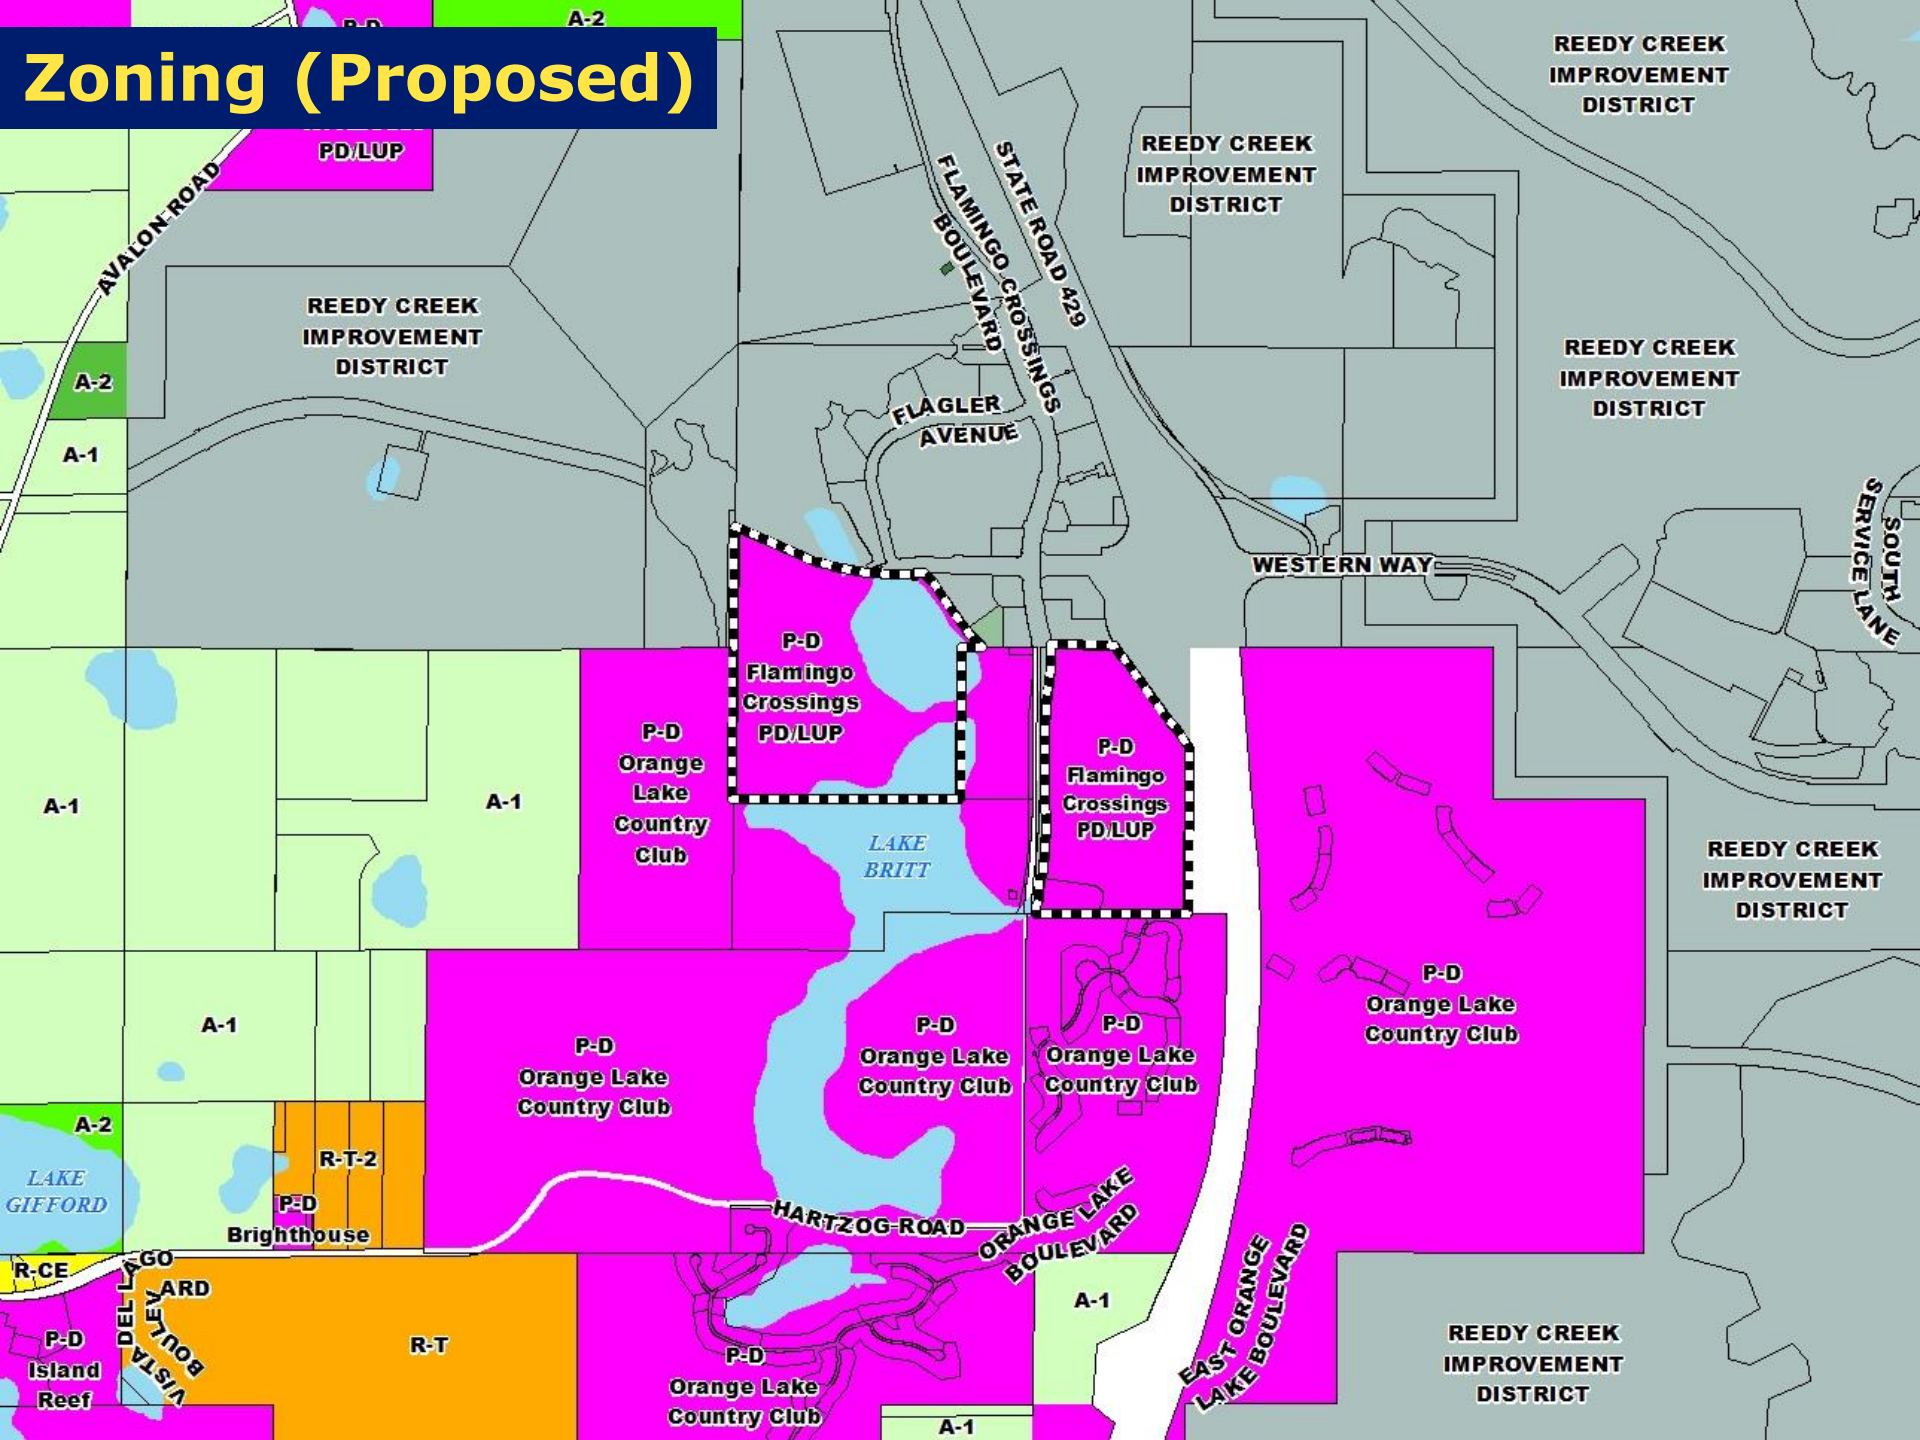 P-D
A-2
Zoning (Proposed)
PD/LUP
AVALON ROAD
REEDY CREEK
IMPROVEMENT
DISTRICT
REEDY CREEK
IMPROVEMENT
DISTRICT
REEDY CREEK
IMPROVEMENT
DISTRICT
STATE ROAD 429
FLAMINGO CROSSINGS
BOULEVARD
REEDY CREEK
IMPROVEMENT
DISTRICT
A-2
A-1
FLAGLER
AVENUE
WESTERN WAY
SOUTH
SERVICE LANE
P-D
Flamingo
Crossings
PD/LUP
P-D
Orange
Lake
Country
Club
P-D
Flamingo
Crossings
PD/LUP
A-1
A-1
LAKE
BRITT
REEDY CREEK
IMPROVEMENT
DISTRICT
P-D
Orange Lake
Country Club
A-1
P-D
Orange Lake
Country Club
P-D
Orange Lake
Country Club
P-D
Orange Lake
Country Club
A-2
R-T-2
LAKE
GIFFORD
P-D
Brighthouse
HARTZOG ROAD
ORANGE LAKE
BOULEVARD
R-CE
VISTA DEL LAGO
BOULEVARD
P-D
Island
Reef
R-T
A-1
EAST ORANGE
LAKE BOULEVARD
P-D
Orange Lake
Country Club
A-1
REEDY CREEK
IMPROVEMENT
DISTRICT